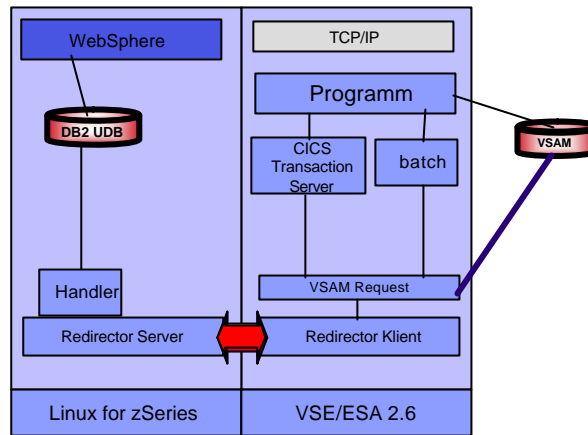 WebSphere
DB2 UDB
Handler
Redirector Server
Linux for zSeries
TCP/IP
Programm
CICS
Transaction
Server
batch
VSAM
VSAM Request
Redirector Klient
VSE/ESA 2.6